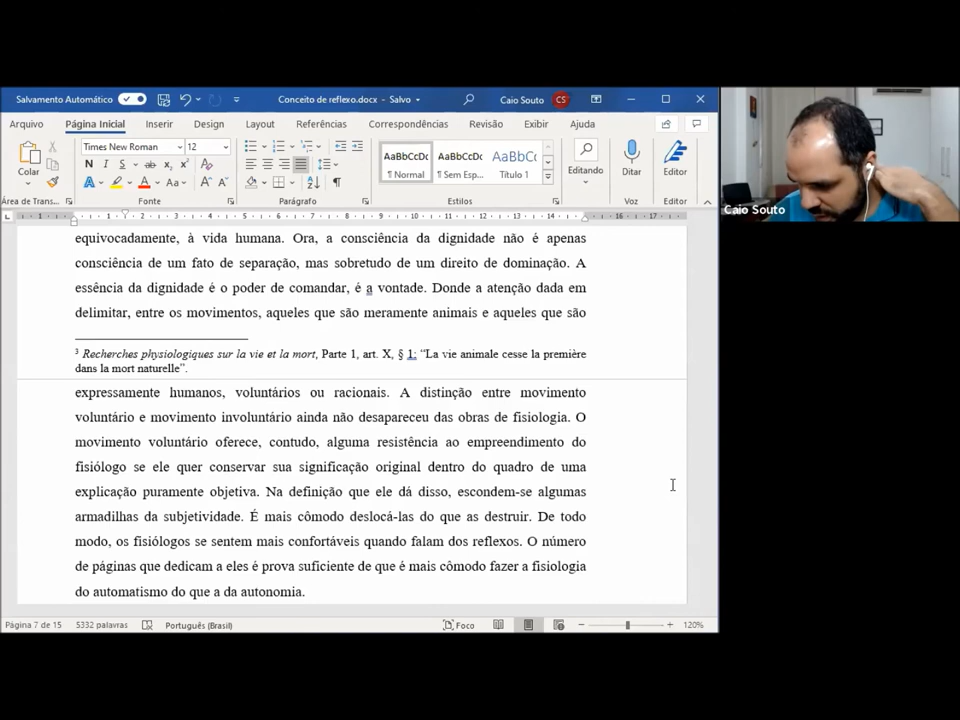 Salvamento Automático
Conceito de reflexo.docx - Salvo
Caio Souto
CS
Arquivo
Página Inicial
Inserir
Design
Layout
Referências
Correspondências
Revisão
Exibir
Ajuda
Times New Roman
12
Colar
N I S ab x₂ x²
Aa
AaBbCcDc
AaBbCcDc
AaBbCc
¶ Normal
¶ Sem Esp...
Título 1
Editando
Ditar
Editor
Área de Trans...
Fonte
Parágrafo
Estilos
Voz
Editor
Caio Souto
equivocadamente, à vida humana. Ora, a consciência da dignidade não é apenas
consciência de um fato de separação, mas sobretudo de um direito de dominação. A
essência da dignidade é o poder de comandar, é a vontade. Donde a atenção dada em
delimitar, entre os movimentos, aqueles que são meramente animais e aqueles que são
³ Recherches physiologiques sur la vie et la mort, Parte 1, art. X, § 1: “La vie animale cesse la première
dans la mort naturelle”.
expressamente humanos, voluntários ou racionais. A distinção entre movimento
voluntário e movimento involuntário ainda não desapareceu das obras de fisiologia. O
movimento voluntário oferece, contudo, alguma resistência ao empreendimento do
fisiólogo se ele quer conservar sua significação original dentro do quadro de uma
explicação puramente objetiva. Na definição que ele dá disso, escondem-se algumas
armadilhas da subjetividade. É mais cômodo deslocá-las do que as destruir. De todo
modo, os fisiólogos se sentem mais confortáveis quando falam dos reflexos. O número
de páginas que dedicam a eles é prova suficiente de que é mais cômodo fazer a fisiologia
do automatismo do que a da autonomia.
Página 7 de 15
5332 palavras
Português (Brasil)
Foco
120%